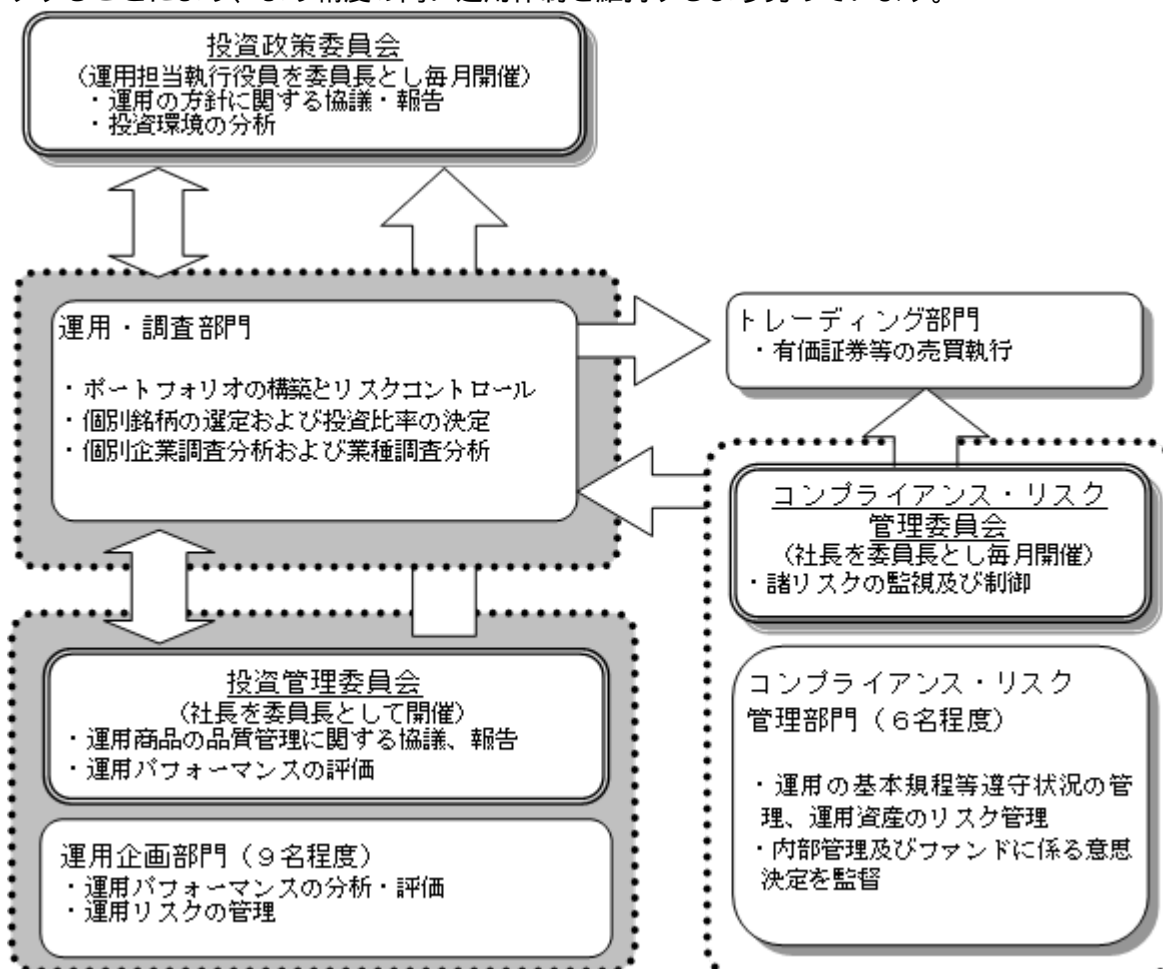 投資政策委員会
（運用担当執行役員を委員長とし毎月開催）
・運用の方針に関する協議・報告
・投資環境の分析
運用・調査部門
・ポートフォリオの構築とリスクコントロール
・個別銘柄の選定および投資比率の決定
・個別企業調査分析および業種調査分析
トレーディング部門
・有価証券等の売買執行
コンプライアンス・リスク
管理委員会
（社長を委員長とし毎月開催）
・諸リスクの監視及び制御
投資管理委員会
（社長を委員長として開催）
・運用商品の品質管理に関する協議、報告
・運用パフォーマンスの評価
運用企画部門（９名程度）
・運用パフォーマンスの分析・評価
・運用リスクの管理
コンプライアンス・リスク
管理部門（６名程度）
・運用の基本規程等遵守状況の管
理、運用資産のリスク管理
・内部管理及びファンドに係る意思
決定を監督